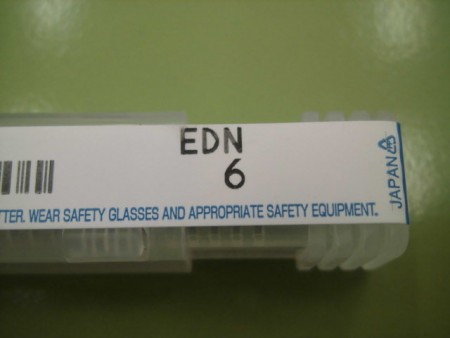 EDN
6
TTER. WEAR SAFETY GLASSES AND APPROPRIATE SAFETY EQUIPMENT.
JAPAN